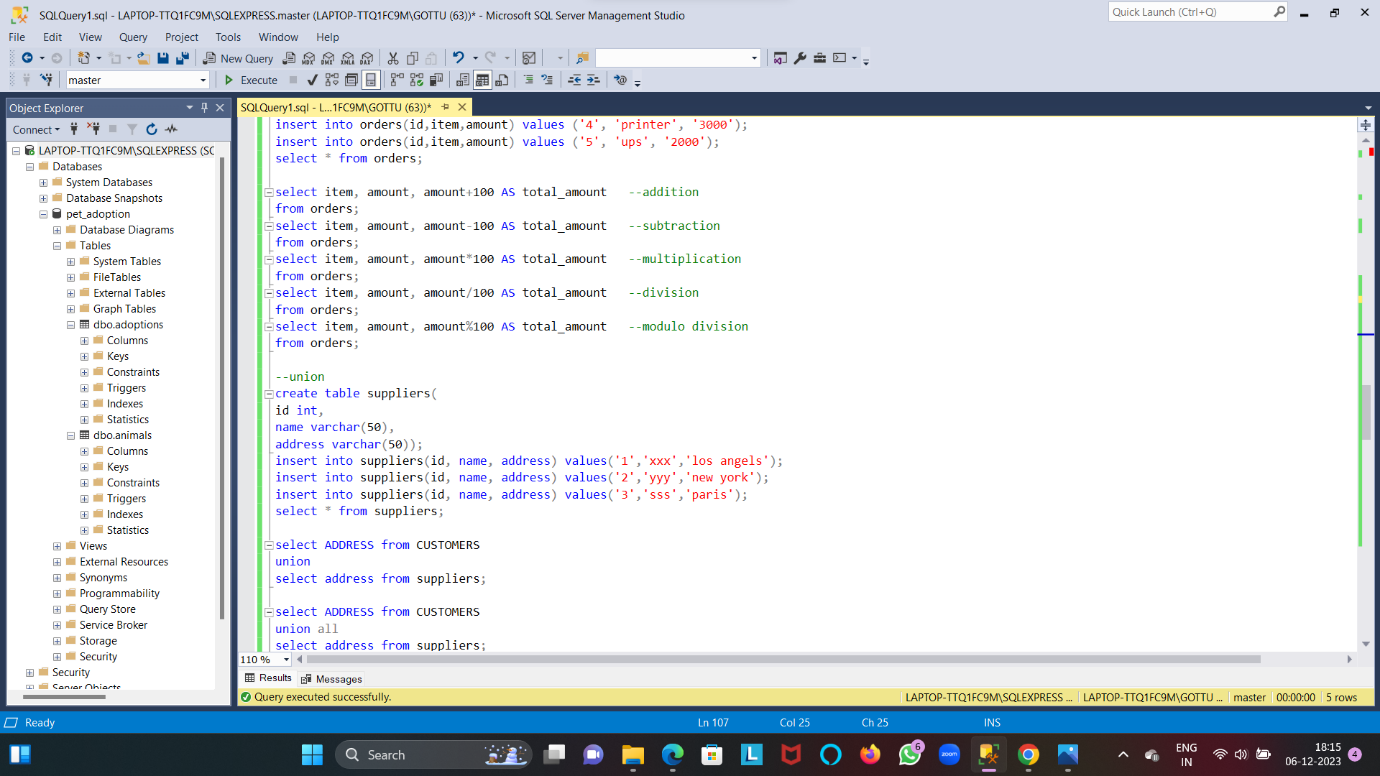 SQLQuery1.sql - LAPTOP-TTQ1FC9M\SQLEXPRESS.master (LAPTOP-TTQ1FC9M\GOTTU (63))* - Microsoft SQL Server Management Studio
Quick Launch (Ctrl+Q)
File Edit View Query Project Tools Window Help
New Query
master
Execute
Object Explorer
SQLQuery1.sql - L...1FC9M\GOTTU (63))*
Connect
LAPTOP-TTQ1FC9M\SQLEXPRESS (SC
Databases
System Databases
Database Snapshots
pet_adoption
Database Diagrams
Tables
System Tables
FileTables
External Tables
Graph Tables
dbo.adoptions
Columns
Keys
Constraints
Triggers
Indexes
Statistics
dbo.animals
Columns
Keys
Constraints
Triggers
Indexes
Statistics
Views
External Resources
Synonyms
Programmability
Query Store
Service Broker
Storage
Security
Security
Server Objects
insert into orders(id,item,amount) values ('4', 'printer', '3000');
insert into orders(id,item,amount) values ('5', 'ups', '2000');
select * from orders;
select item, amount, amount+100 AS total_amount --addition
from orders;
select item, amount, amount-100 AS total_amount --subtraction
from orders;
select item, amount, amount*100 AS total_amount --multiplication
from orders;
select item, amount, amount/100 AS total_amount --division
from orders;
select item, amount, amount%100 AS total_amount --modulo division
from orders;
--union
create table suppliers(
id int,
name varchar(50),
address varchar(50));
insert into suppliers(id, name, address) values('1','xxx','los angels');
insert into suppliers(id, name, address) values('2','yyy','new york');
insert into suppliers(id, name, address) values('3','sss','paris');
select * from suppliers;
select ADDRESS from CUSTOMERS
union
select address from suppliers;
select ADDRESS from CUSTOMERS
union all
select address from suppliers;
110 %
Results Messages
Query executed successfully.
LAPTOP-TTQ1FC9M\SQLEXPRESS ... LAPTOP-TTQ1FC9M\GOTTU ... master 00:00:00 5 rows
Ready Ln 107 Col 25 Ch 25 INS
Search
L
6
zoom
ENG
IN
18:15
06-12-2023
4